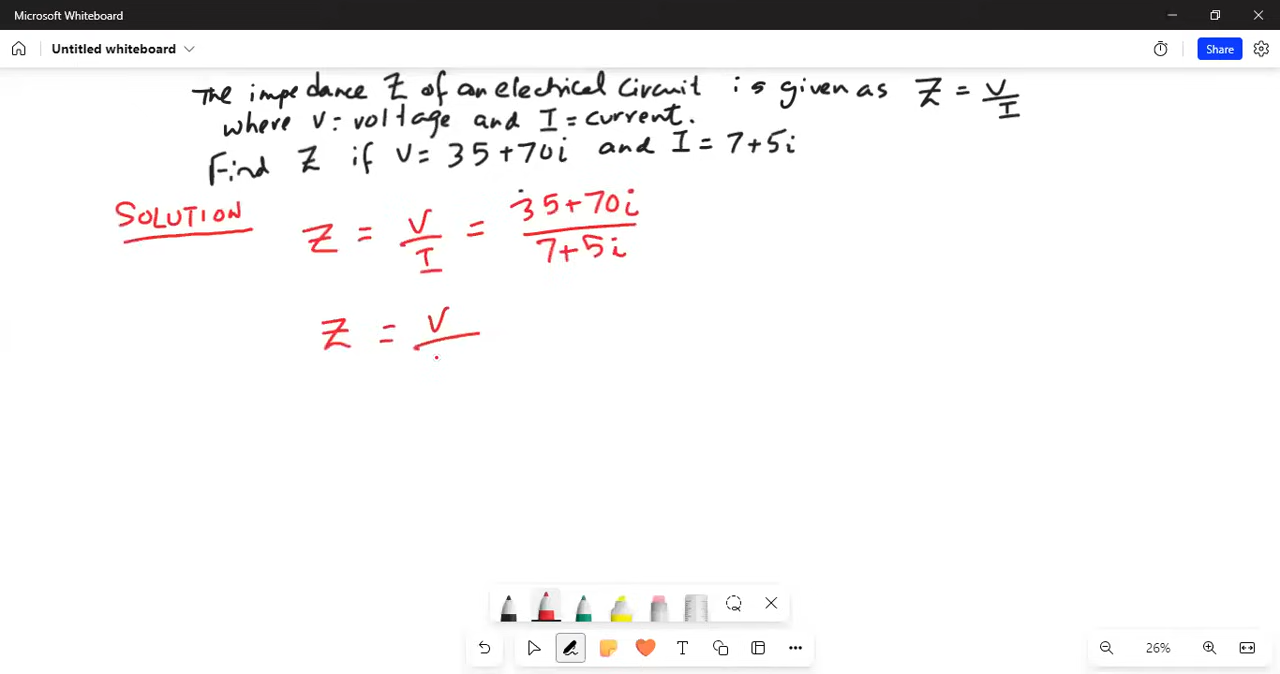 Microsoft Whiteboard
Untitled whiteboard
Share
The impedance Z of an electrical circuit is given as Z = V/I
where V = voltage and I = current.
Find Z if V = 35+70i and I = 7+5i
SOLUTION
Z = V/I = 35+70i/7+5i
Z = V
T
26%